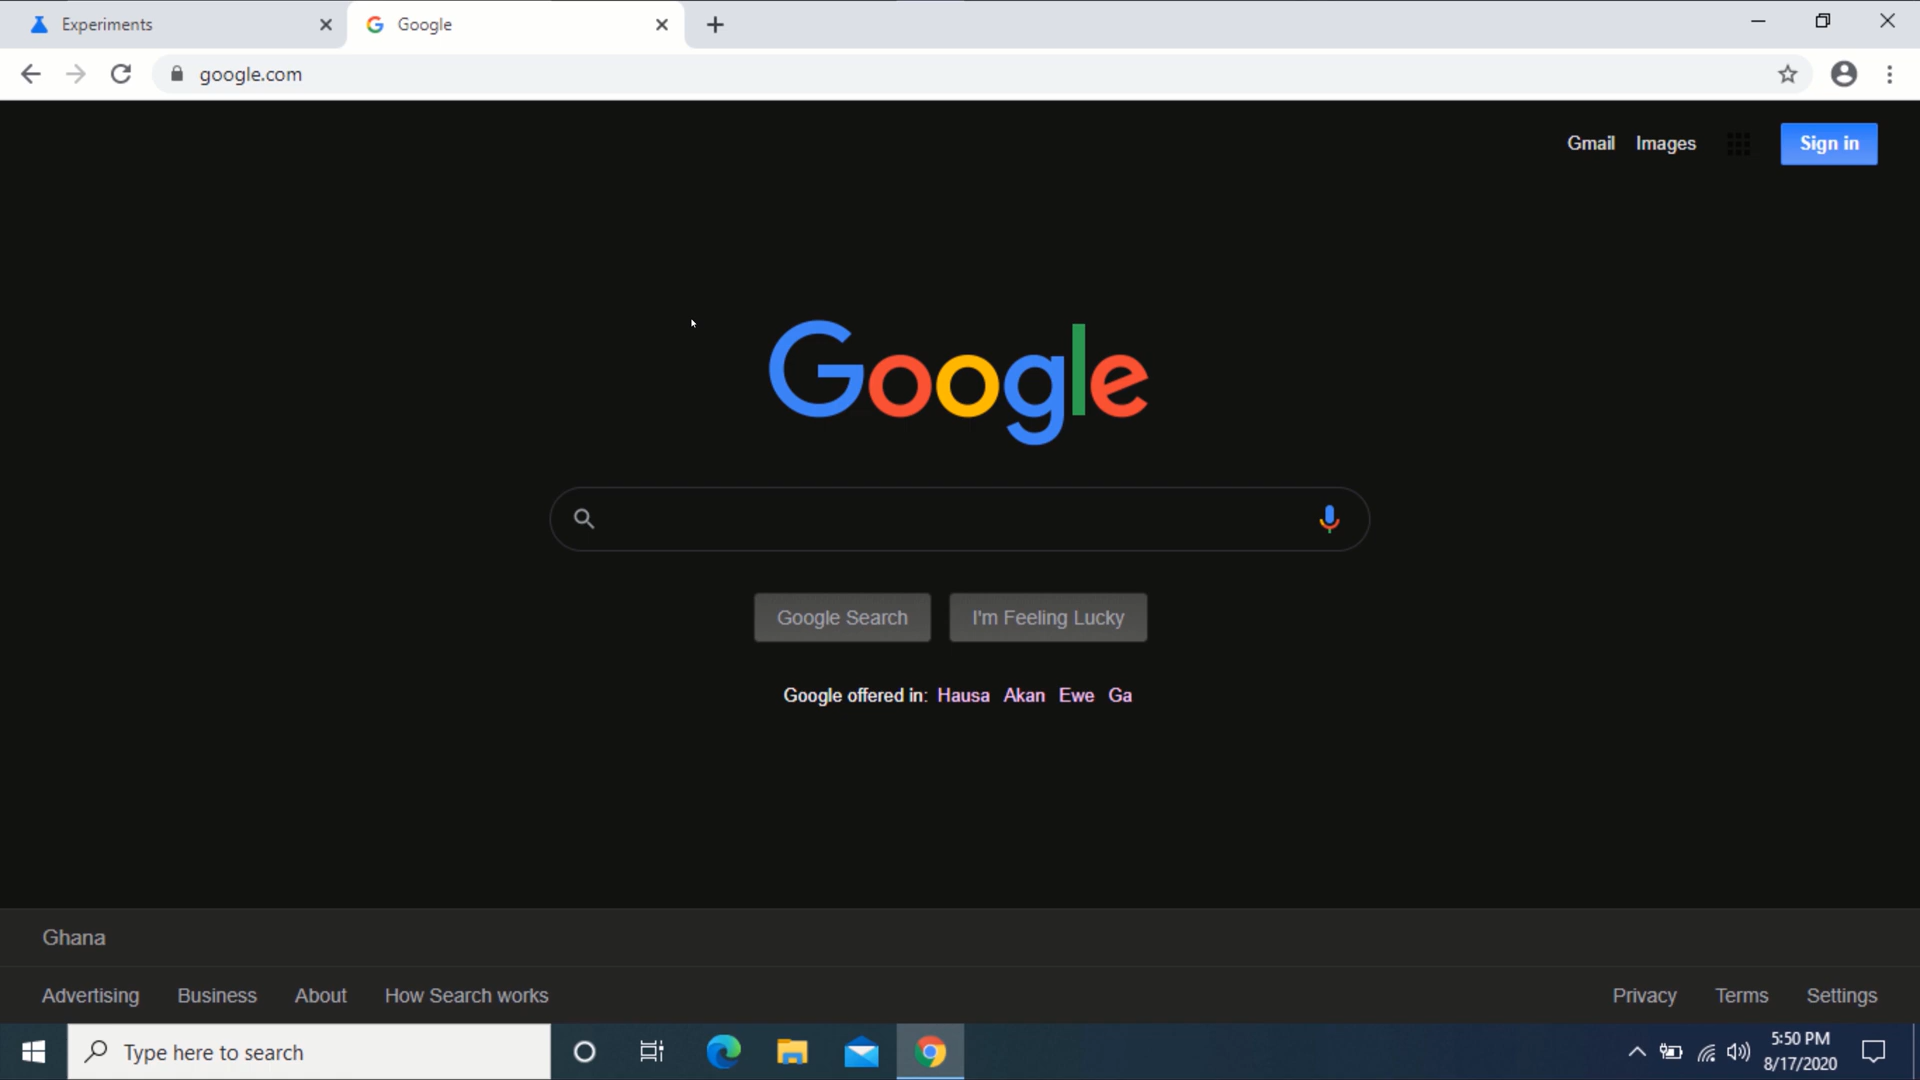 Experiments
Google
google.com
Gmail Images
Sign in
Google
Google Search
I'm Feeling Lucky
Google offered in: Hausa Akan Ewe Ga
Ghana
Advertising Business About How Search works
Privacy Terms Settings
Type here to search
5:50 PM
8/17/2020